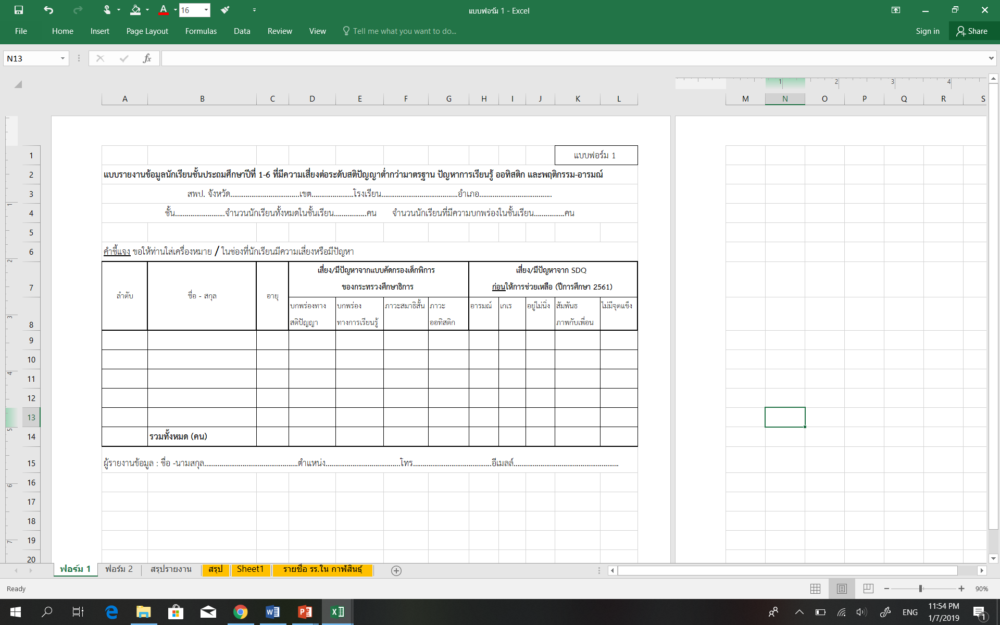 16
แบบฟอร์ม 1 - Excel
File
Home
Insert
Page Layout
Formulas
Data
Review
View
Tell me what you want to do...
Sign in
Share
N13
fx
1 2 3 4
A B C D E F G H I J K L M N O P Q R S
1
แบบฟอร์ม 1
2
แบบรายงานข้อมูลนักเรียนชั้นประถมศึกษาปีที่ 1-6 ที่มีความเสี่ยงต่อระดับสติปัญญาต่ำกว่ามาตรฐาน ปัญหาการเรียนรู้ ออทิสติก และพฤติกรรม-อารมณ์
3
สพป. จังหวัด....................................เขต......................โรงเรียน........................................อำเภอ......................................
4
ชั้น..........................จำนวนนักเรียนทั้งหมดในชั้นเรียน.................คน จำนวนนักเรียนที่มีความบกพร่องในชั้นเรียน................คน
5
6
คำชี้แจง ขอให้ท่านใส่เครื่องหมาย / ในช่องที่นักเรียนมีความเสี่ยงหรือมีปัญหา
7
ลำดับ
ชื่อ - สกุล
อายุ
เสี่ยง/มีปัญหาจากแบบคัดกรองเด็กพิการ
ของกระทรวงศึกษาธิการ
เสี่ยง/มีปัญหาจาก SDQ
ก่อนให้การช่วยเหลือ (ปีการศึกษา 2561)
8
บกพร่องทาง
สติปัญญา
บกพร่อง
ทางการเรียนรู้
ภาวะสมาธิสั้น
ภาวะ
ออทิสติก
อารมณ์
เกเร
อยู่ไม่นิ่ง
สัมพันธ
ภาพกับเพื่อน
ไม่มีจุดแข็ง
9
10
11
12
13
14
รวมทั้งหมด (คน)
15
ผู้รายงานข้อมูล : ชื่อ -นามสกุล.................................................ตำแหน่ง.......................................โทร.........................................อีเมลล์.......................................................
16
17
18
19
20
1
2
3
4
5
6
7
ฟอร์ม 1
ฟอร์ม 2
สรุปรายงาน
สรุป
Sheet1
รายชื่อ รร.ใน กาฬสินธุ์
Ready
90%
ENG
11:54 PM
1/7/2019
1